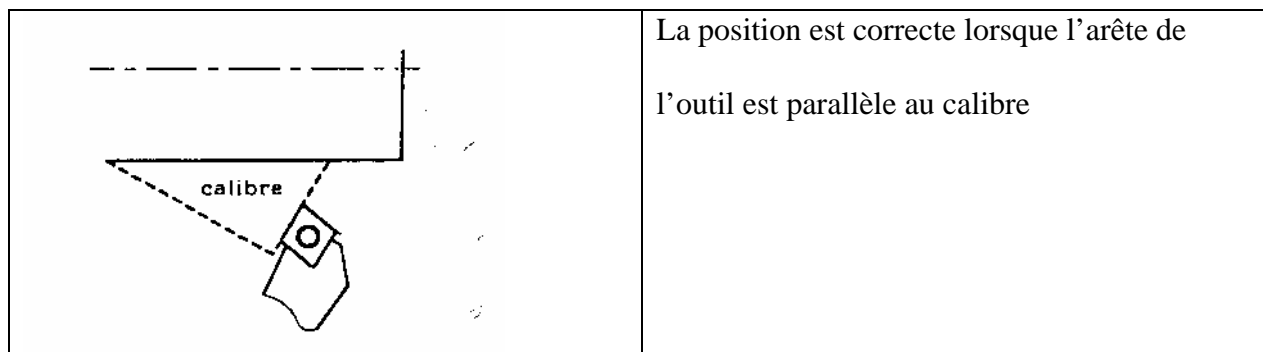 La position est correcte lorsque l’arête de
l’outil est parallèle au calibre
calibre